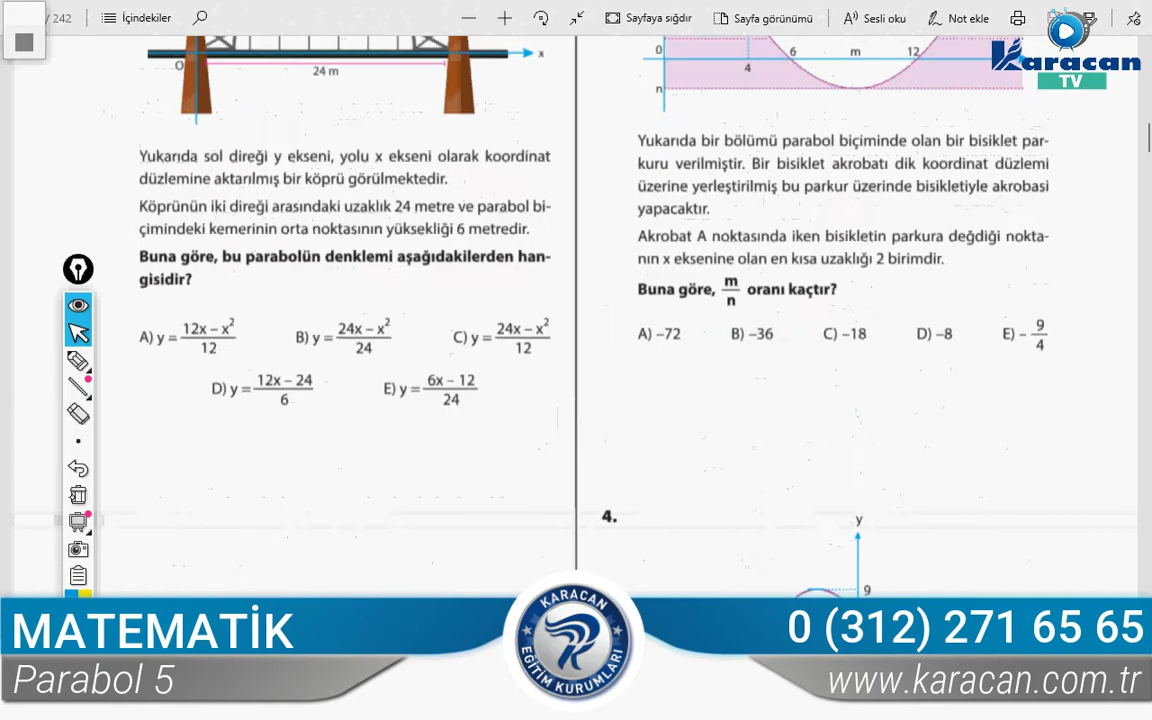 / 242
İçindekiler
Sayfaya sığdır
Sayfa görünümü
Sesli oku
Not ekle
Karacan
TV
O
x
24 m
Yukarıda sol direği y ekseni, yolu x ekseni olarak koordinat
düzlemine aktarılmış bir köprü görülmektedir.
Köprünün iki direği arasındaki uzaklık 24 metre ve parabol bi-
çimindeki kemerinin orta noktasının yüksekliği 6 metredir.
Buna göre, bu parabolün denklemi aşağıdakilerden han-
gisidir?
A) y = (12x – x²)/12 B) y = (24x – x²)/24 C) y = (24x – x²)/12
D) y = (12x – 24)/6 E) y = (6x – 12)/24
0 4 6 m 12
n
Yukarıda bir bölümü parabol biçiminde olan bir bisiklet par-
kuru verilmiştir. Bir bisiklet akrobatı dik koordinat düzlemi
üzerine yerleştirilmiş bu parkur üzerinde bisikletiyle akrobasi
yapacaktır.
Akrobat A noktasında iken bisikletin parkura değdiği nokta-
nın x eksenine olan en kısa uzaklığı 2 birimdir.
Buna göre, m/n oranı kaçtır?
A) –72 B) –36 C) –18 D) –8 E) – 9/4
4.
y
9
MATEMATİK
Parabol 5
KARACAN
EĞİTİM KURUMLARI
0 (312) 271 65 65
www.karacan.com.tr